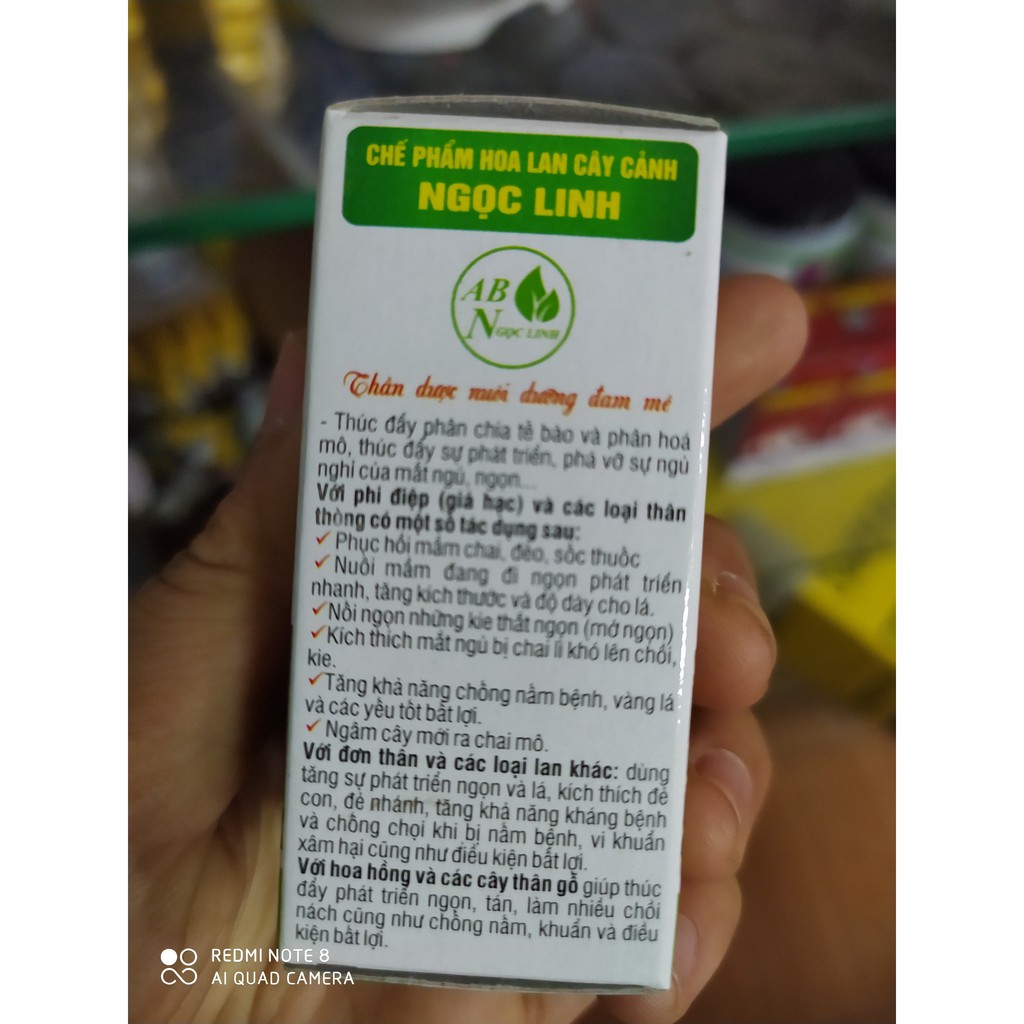 CHẾ PHẨM HOA LAN CÂY CẢNH
NGỌC LINH
AB
NGỌC LINH
Thần dược nuôi dưỡng đam mê
- Thúc đẩy phân chia tế bào và phân hoá
mô, thúc đẩy sự phát triển, phá vỡ sự ngủ
nghỉ của mắt ngủ, ngọn...
Với phi điệp (giả hạc) và các loại thân
thòng có một số tác dụng sau:
✓ Phục hồi mầm chai, đẻo, sốc thuốc
✓ Nuôi mầm đang đi ngọn phát triển
nhanh, tăng kích thước và độ dày cho lá.
✓Nối ngọn những kie thắt ngọn (mở ngọn)
✓Kích thích mắt ngủ bị chai lì khó lên chồi,
kie.
✓Tăng khả năng chống nấm bệnh, vàng lá
và các yếu tốt bất lợi.
✓ Ngâm cây mới ra chai mô.
Với đơn thân và các loại lan khác: dùng
tăng sự phát triển ngọn và lá, kích thích đẻ
con, đẻ nhánh, tăng khả năng kháng bệnh
và chống chọi khi bị nấm bệnh, vi khuẩn
xâm hại cũng như điều kiện bất lợi.
Với hoa hồng và các cây thân gỗ giúp thúc
đẩy phát triển ngọn, tán, làm nhiều chồi
nách cũng như chống nấm, khuẩn và điều
kiện bất lợi.
REDMI NOTE 8
AI QUAD CAMERA